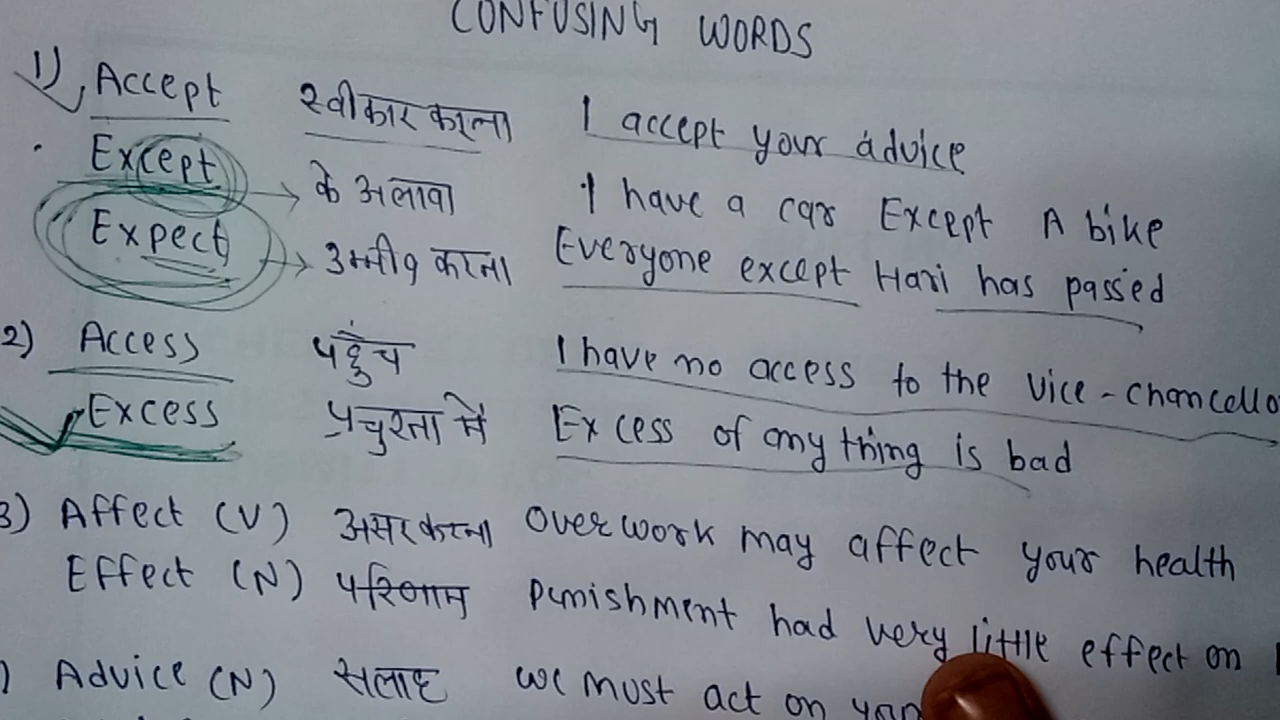 CONFUSING WORDS
1) Accept स्वीकार करना I accept your advice
Except के अलावा I have a car Except A bike
Expect उम्मीद करना Everyone except Hari has passed
2) Access पहुँच I have no access to the vice-chancello
Excess प्रचुरता में Excess of anything is bad
3) Affect (V) असर करना Overwork may affect your health
Effect (N) परिणाम Punishment had very little effect on
) Advice (N) सलाह we must act on